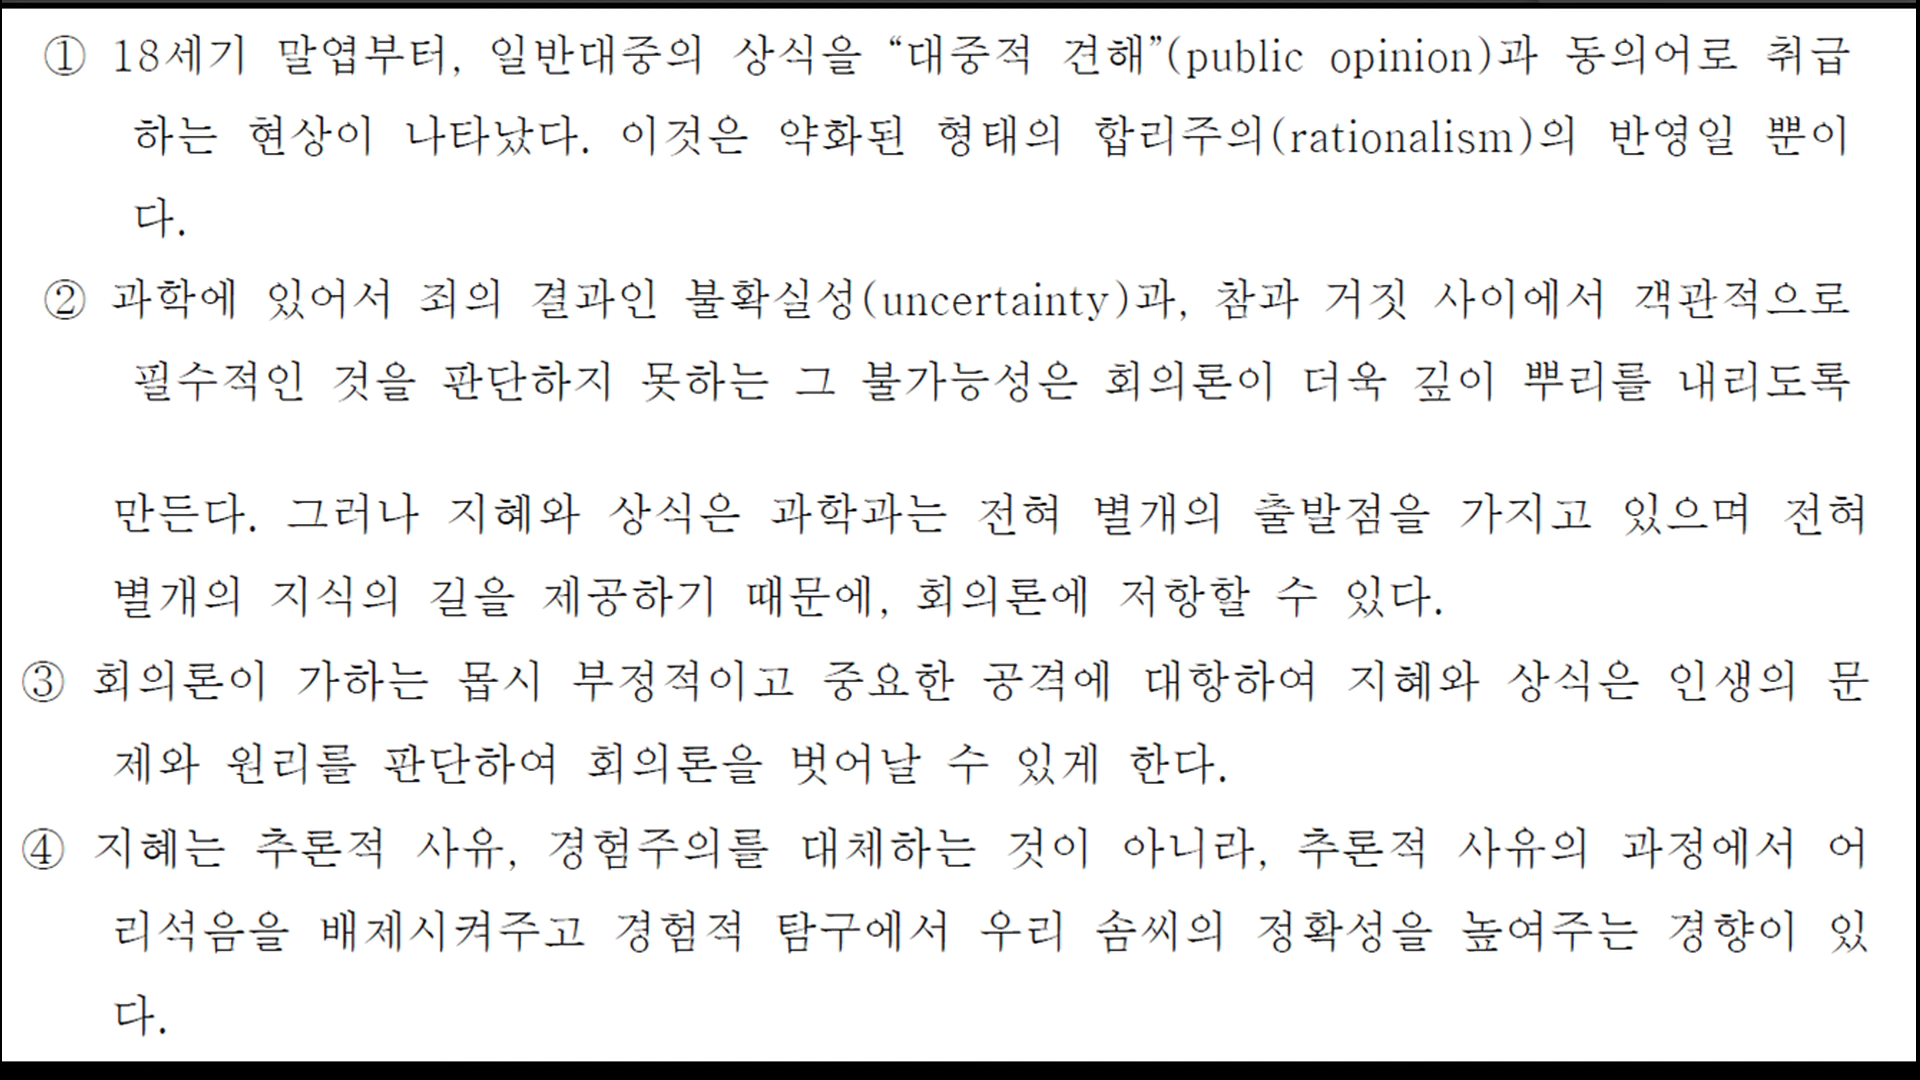 ① 18세기 말엽부터, 일반대중의 상식을 “대중적 견해”(public opinion)과 동의어로 취급
하는 현상이 나타났다. 이것은 약화된 형태의 합리주의(rationalism)의 반영일 뿐이
다.
② 과학에 있어서 죄의 결과인 불확실성(uncertainty)과, 참과 거짓 사이에서 객관적으로
필수적인 것을 판단하지 못하는 그 불가능성은 회의론이 더욱 깊이 뿌리를 내리도록
만든다. 그러나 지혜와 상식은 과학과는 전혀 별개의 출발점을 가지고 있으며 전혀
별개의 지식의 길을 제공하기 때문에, 회의론에 저항할 수 있다.
③ 회의론이 가하는 몹시 부정적이고 중요한 공격에 대항하여 지혜와 상식은 인생의 문
제와 원리를 판단하여 회의론을 벗어날 수 있게 한다.
④ 지혜는 추론적 사유, 경험주의를 대체하는 것이 아니라, 추론적 사유의 과정에서 어
리석음을 배제시켜주고 경험적 탐구에서 우리 솜씨의 정확성을 높여주는 경향이 있
다.